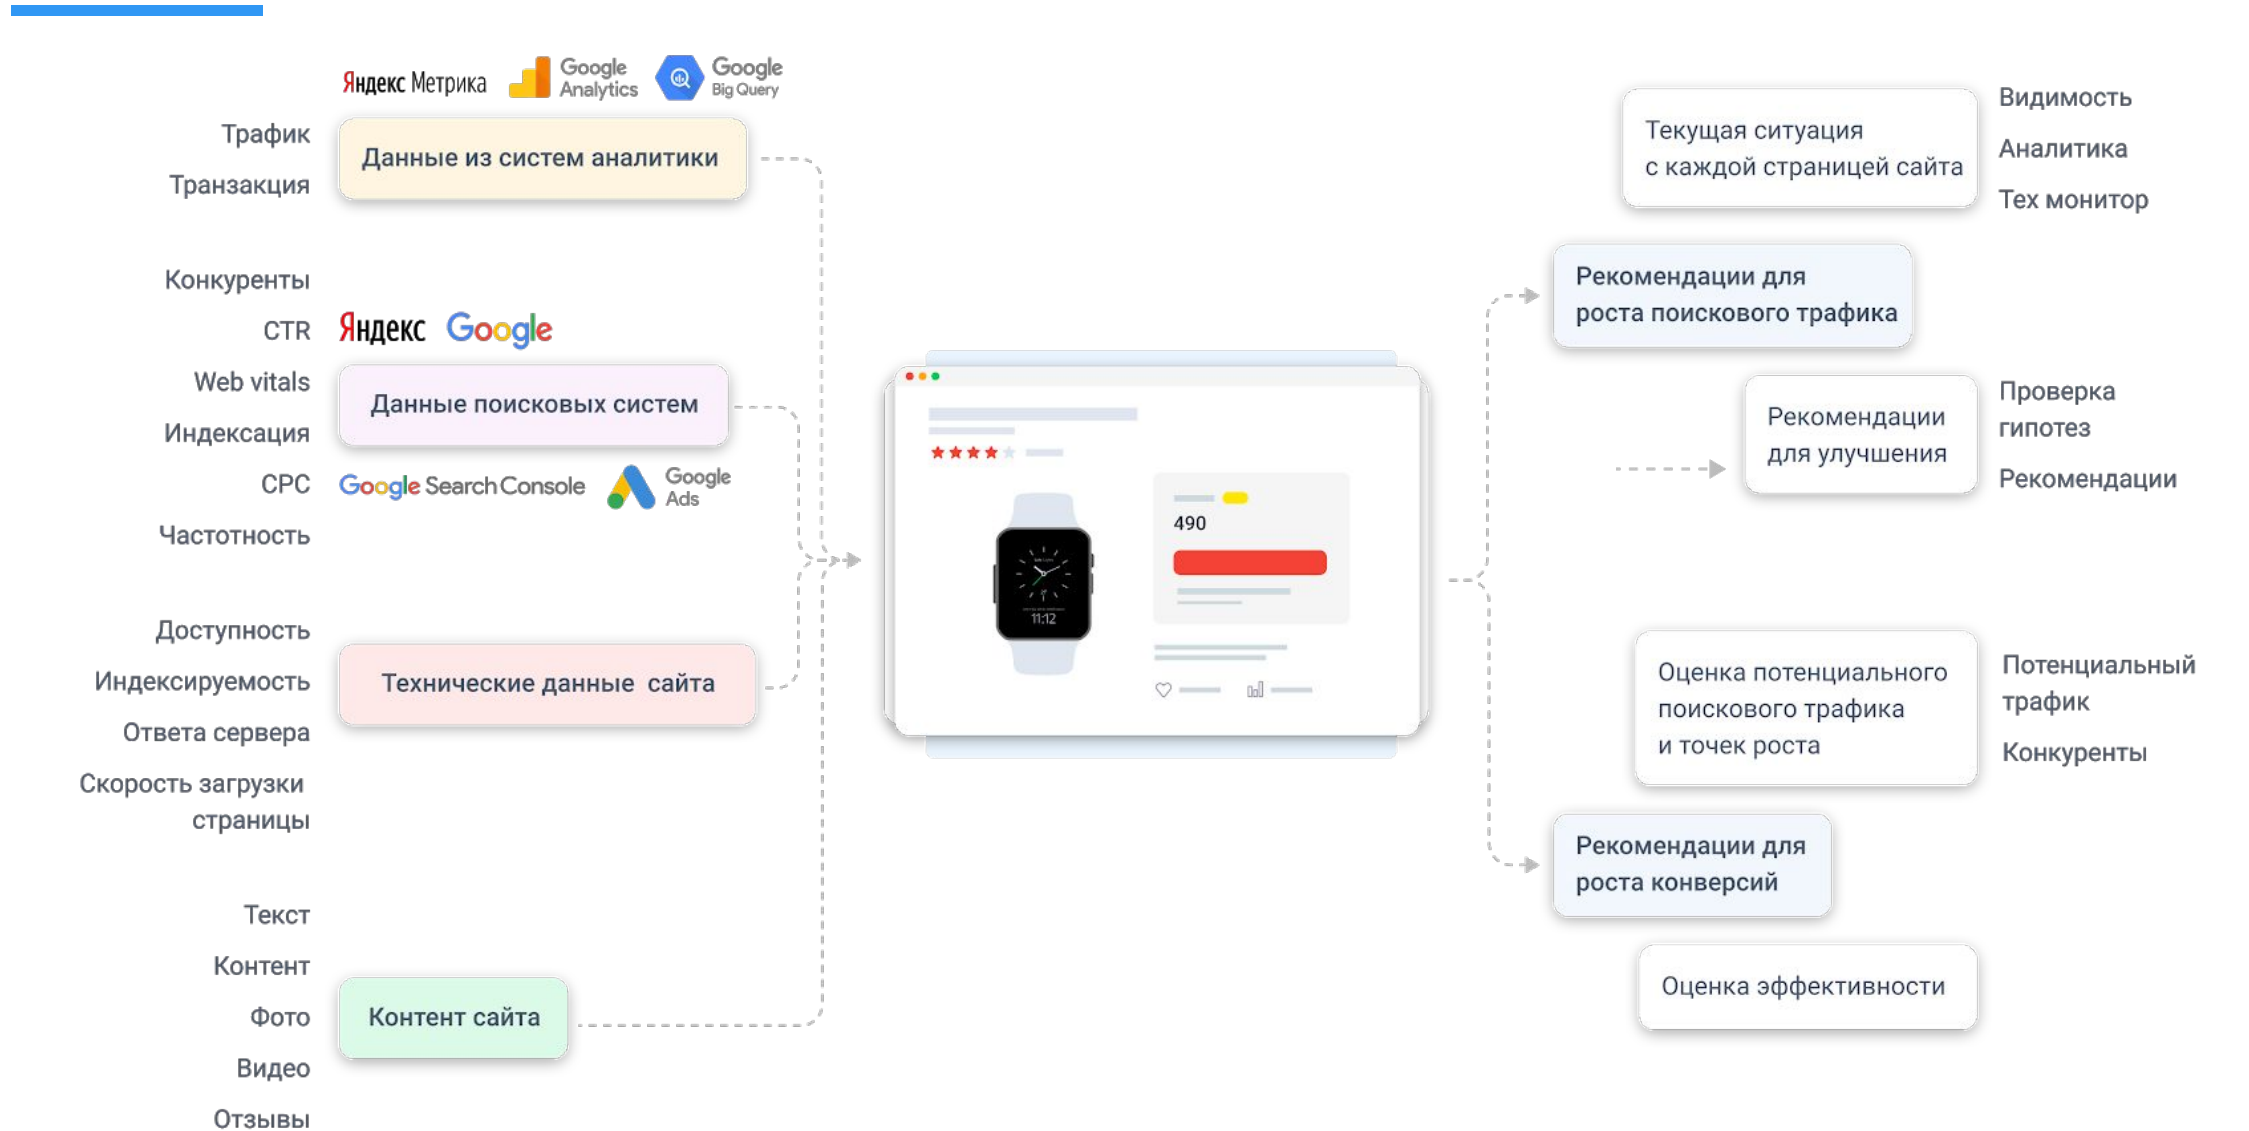 Яндекс Метрика
Google
Analytics
Google
Big Query
Трафик
Транзакция
Данные из систем аналитики
Конкуренты
CTR
Web vitals
Индексация
CPC
Частотность
Яндекс Google
Данные поисковых систем
Google Search Console
Google
Ads
Доступность
Индексируемость
Ответа сервера
Скорость загрузки
страницы
Технические данные сайта
Текст
Контент
Фото
Видео
Отзывы
Контент сайта
490
11:12
Текущая ситуация
с каждой страницей сайта
Видимость
Аналитика
Тех монитор
Рекомендации для
роста поискового трафика
Рекомендации
для улучшения
Проверка
гипотез
Рекомендации
Оценка потенциального
поискового трафика
и точек роста
Потенциальный
трафик
Конкуренты
Рекомендации для
роста конверсий
Оценка эффективности